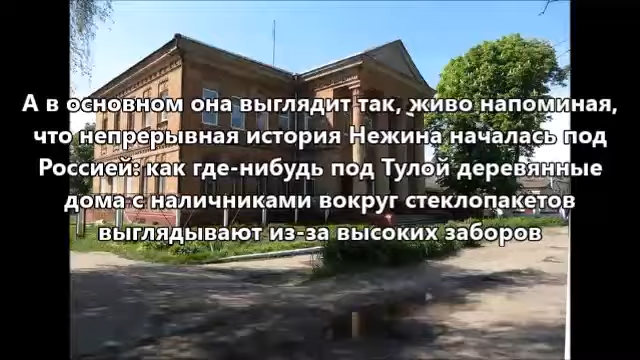 А в основном она выглядит так, живо напоминая,
что непрерывная история Нежина началась под
Россией: как где-нибудь под Тулой деревянные
дома с наличниками вокруг стеклопакетов
выглядывают из-за высоких заборов